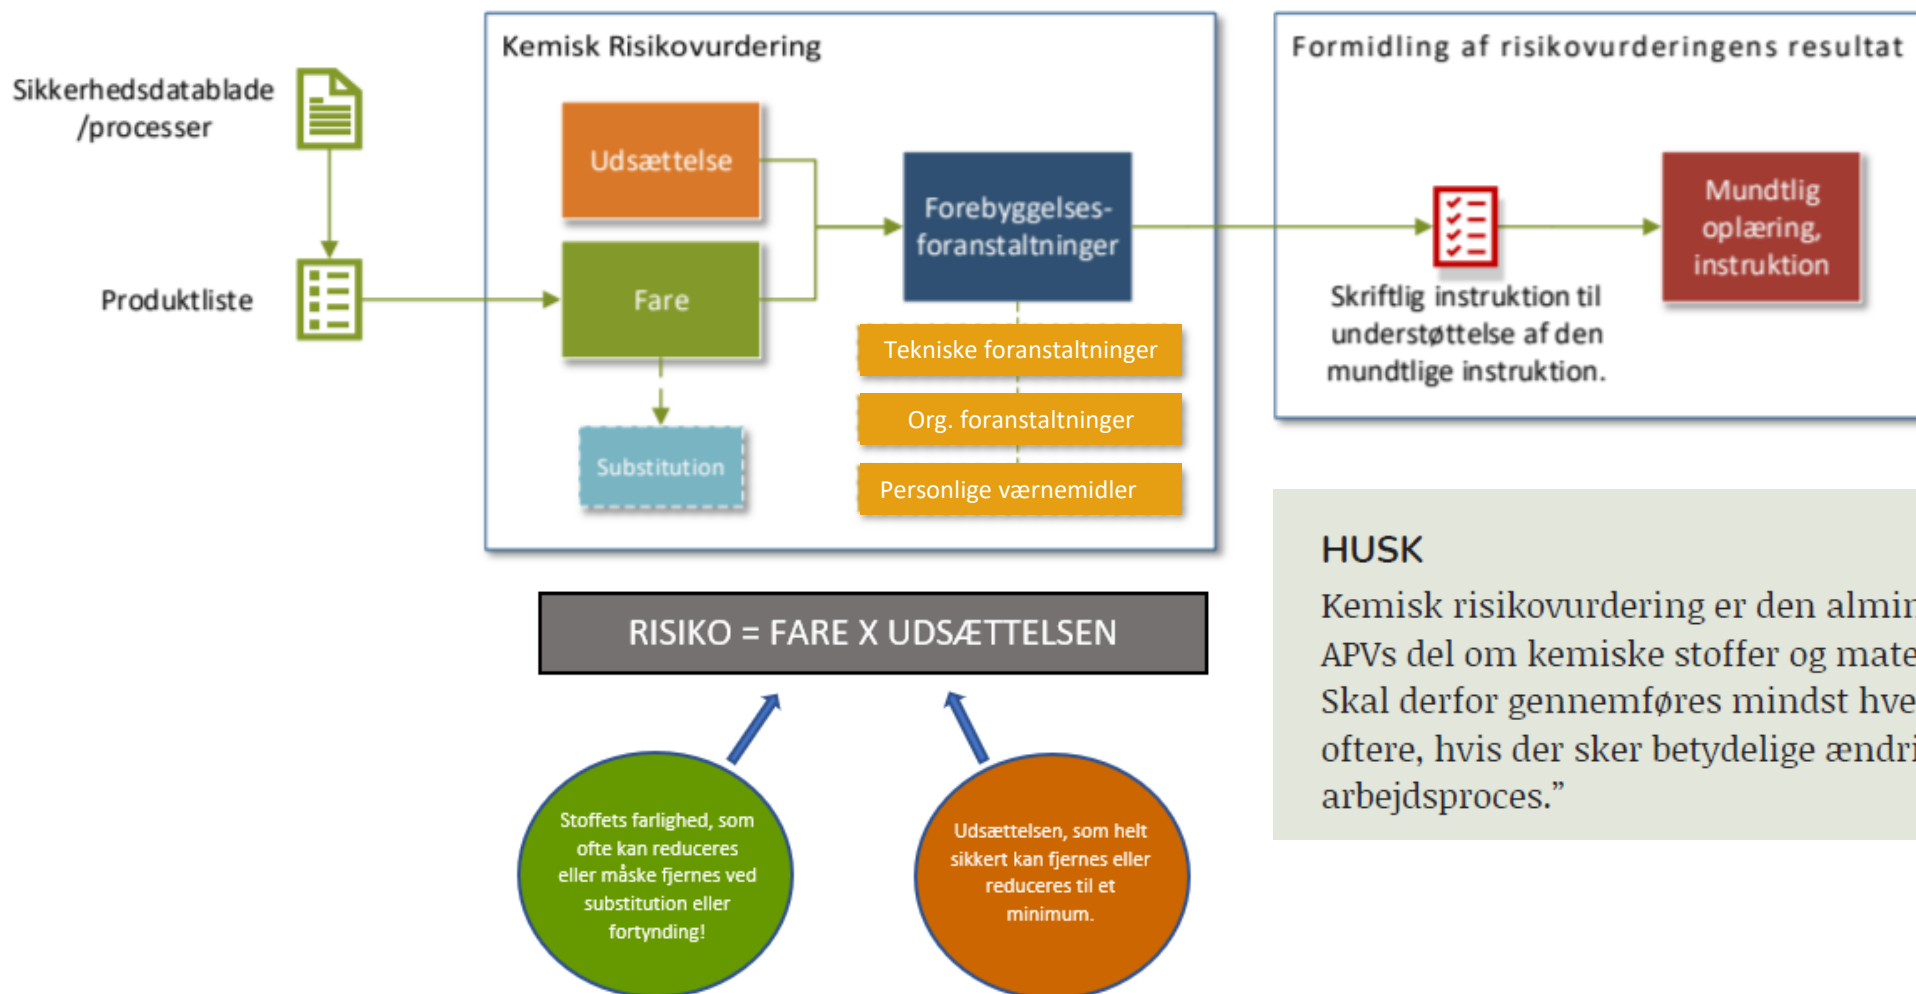 Sikkerhedsdatablade
/processer
Produktliste
Kemisk Risikovurdering
Udsættelse
Fare
Substitution
Forebyggelses-
foranstaltninger
Tekniske foranstaltninger
Org. foranstaltninger
Personlige værnemidler
Formidling af risikovurderingens resultat
Skriftlig instruktion til
understøttelse af den
mundtlige instruktion.
Mundtlig
oplæring,
instruktion
RISIKO = FARE X UDSÆTTELSEN
Stoffets farlighed, som
ofte kan reduceres
eller måske fjernes ved
substitution eller
fortynding!
Udsættelsen, som helt
sikkert kan fjernes eller
reduceres til et
minimum.
HUSK
Kemisk risikovurdering er den
APVs del om kemiske stoffer og
Skal derfor gennemføres mindst
oftere, hvis der sker betydelige
arbejdsproces.”